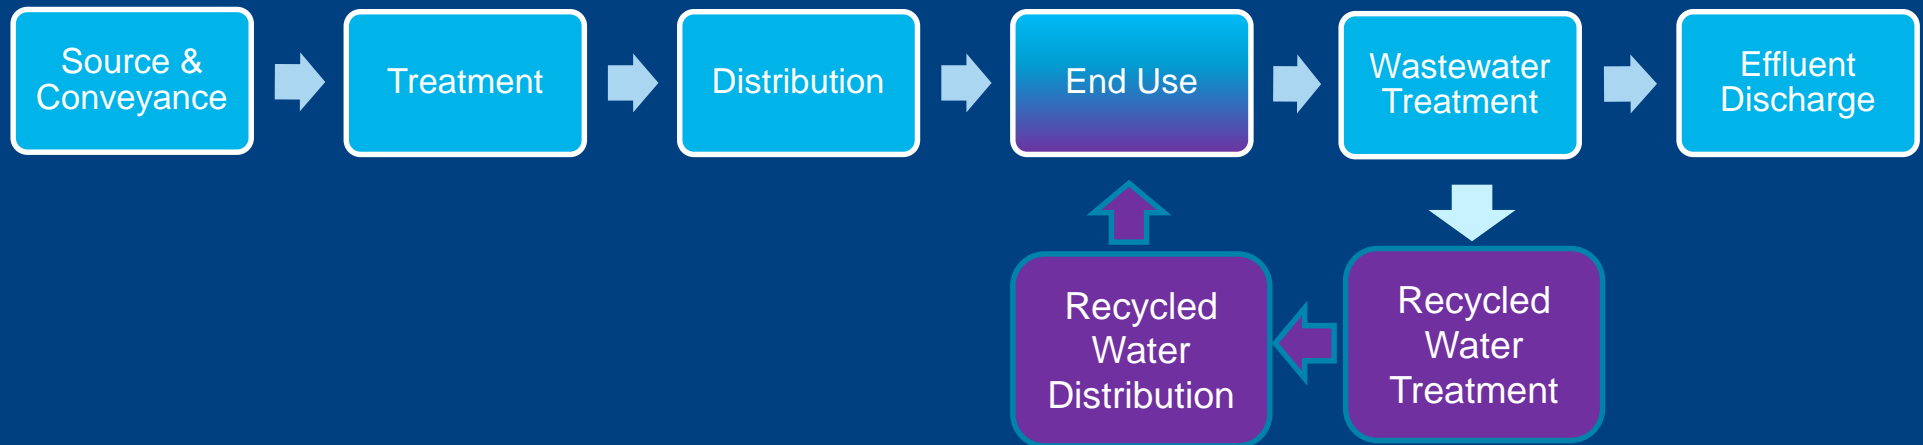 Source &
Conveyance
Treatment
Distribution
End Use
Wastewater
Treatment
Effluent
Discharge
Recycled
Water
Distribution
Recycled
Water
Treatment